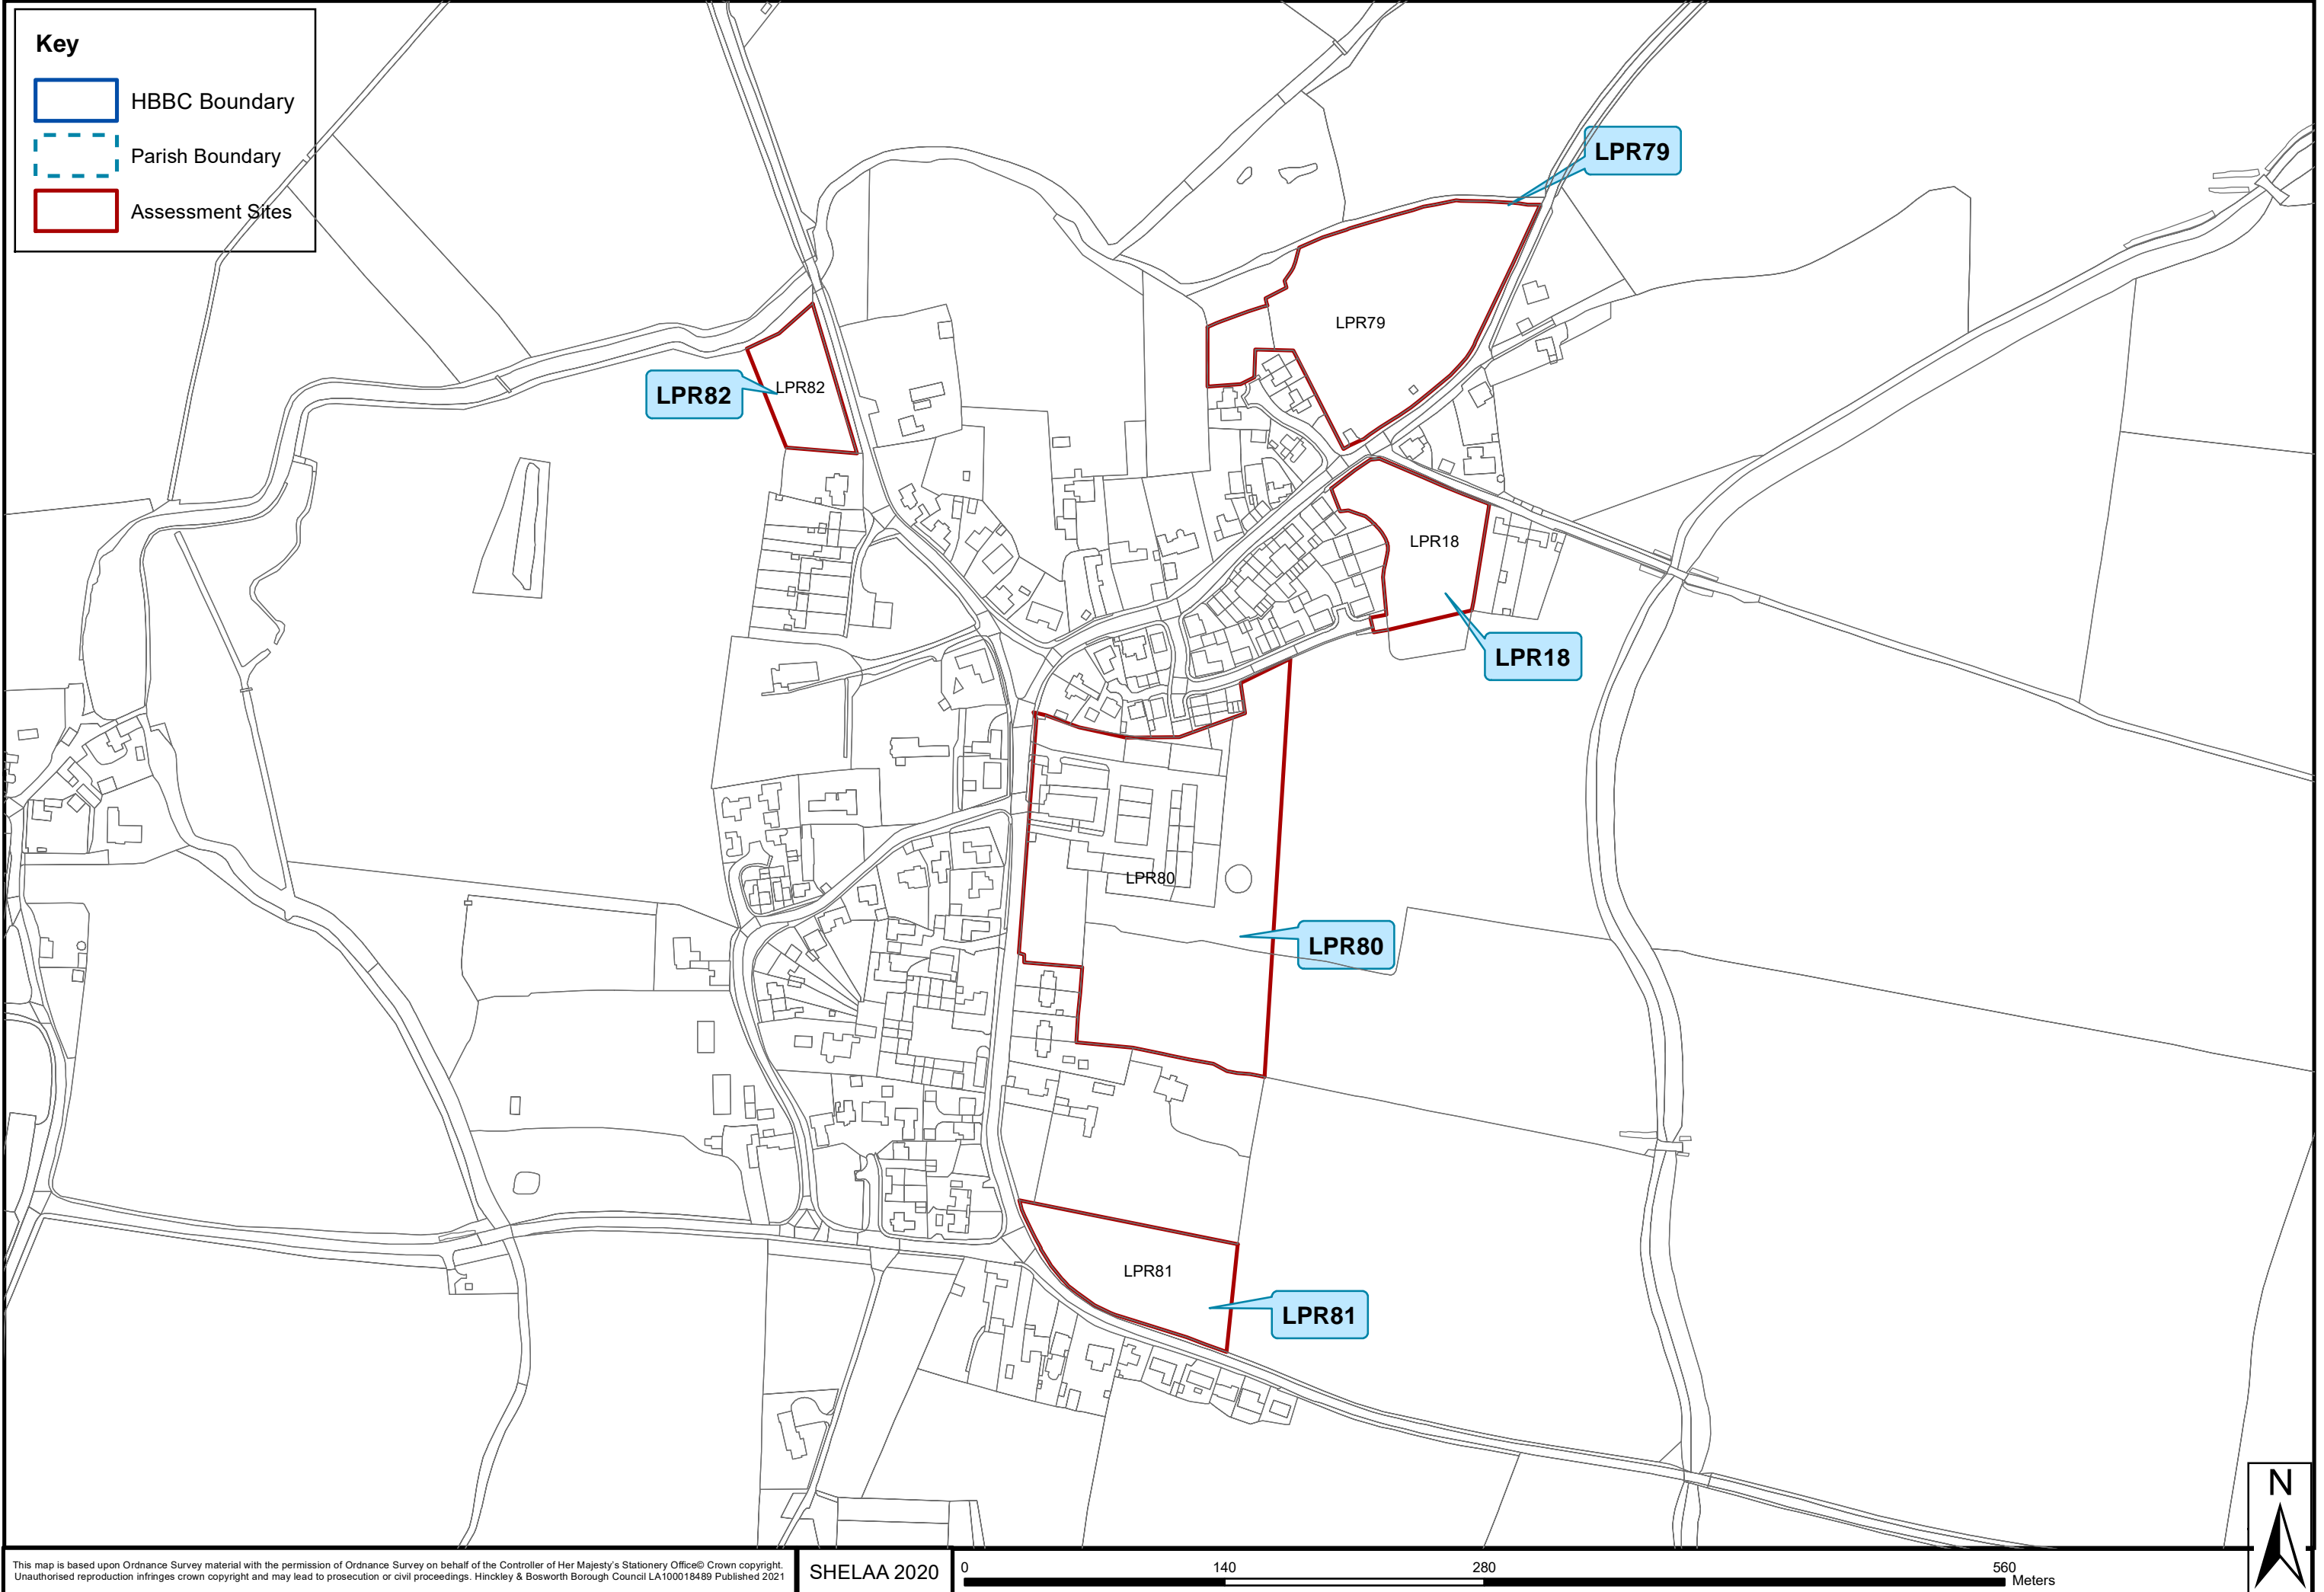 Key
HBBC Boundary
Parish Boundary
Assessment Sites
LPR79
LPR79
LPR82
LPR82
LPR18
LPR18
LPR80
LPR80
LPR81
LPR81
N
This map is based upon Ordnance Survey material with the permission of Ordnance Survey on behalf of the Controller of Her Majesty's Stationery Office© Crown copyright.
Unauthorised reproduction infringes crown copyright and may lead to prosecution or civil proceedings. Hinckley & Bosworth Borough Council LA100018489 Published 2021
SHELAA 2020
0 140 280 560
Meters